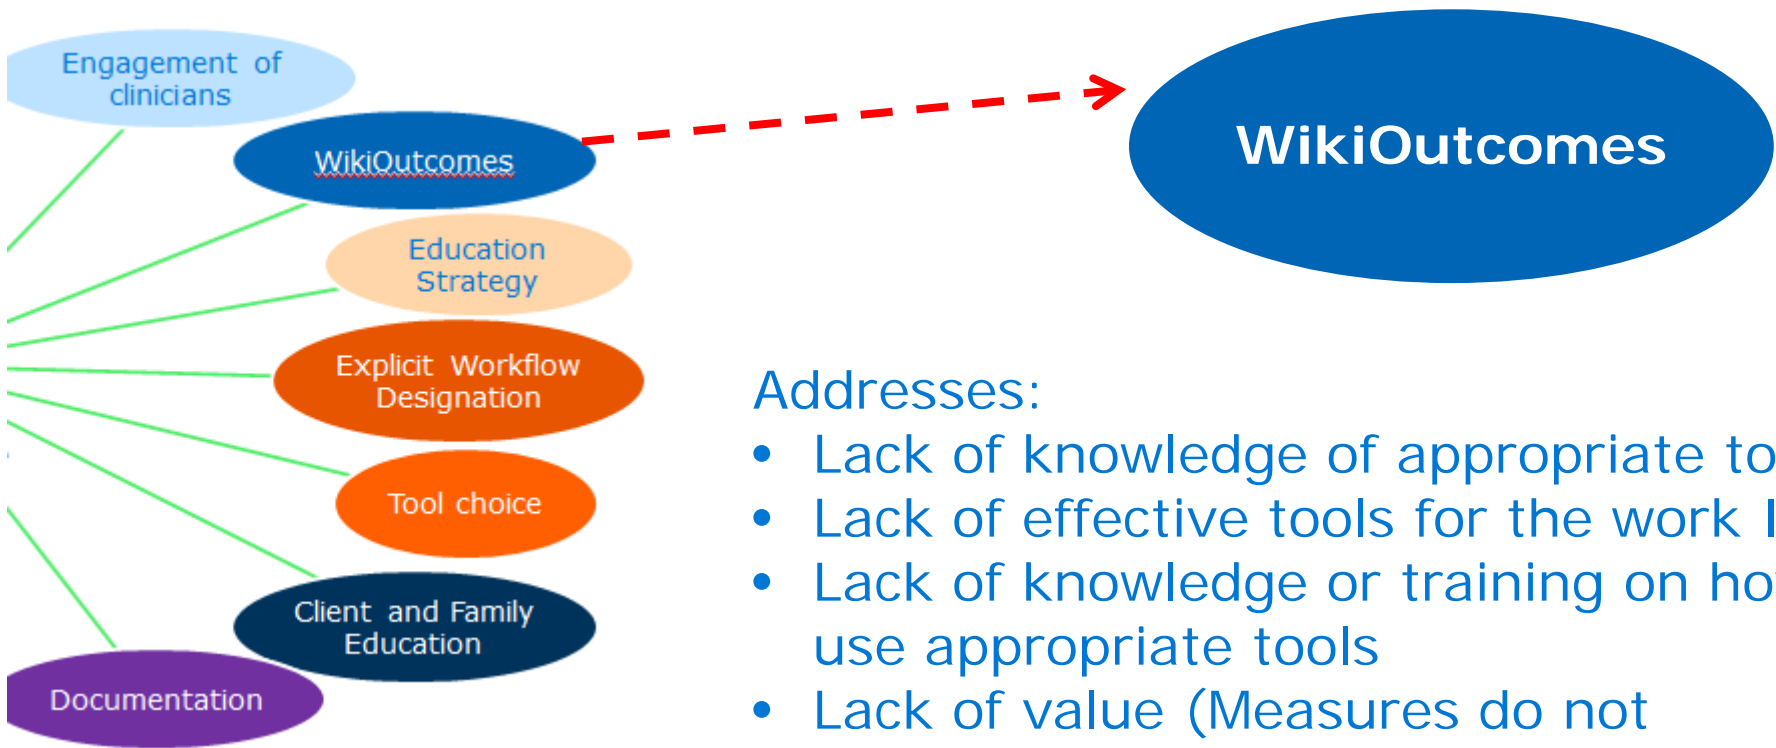 Engagement of
clinicians
WikiOutcomes
Education
Strategy
Explicit Workflow
Designation
Tool choice
Client and Family
Education
Documentation
WikiOutcomes
Addresses:
• Lack of knowledge of appropriate
• Lack of effective tools for the work I
• Lack of knowledge or training on
use appropriate tools
• Lack of value (Measures do not